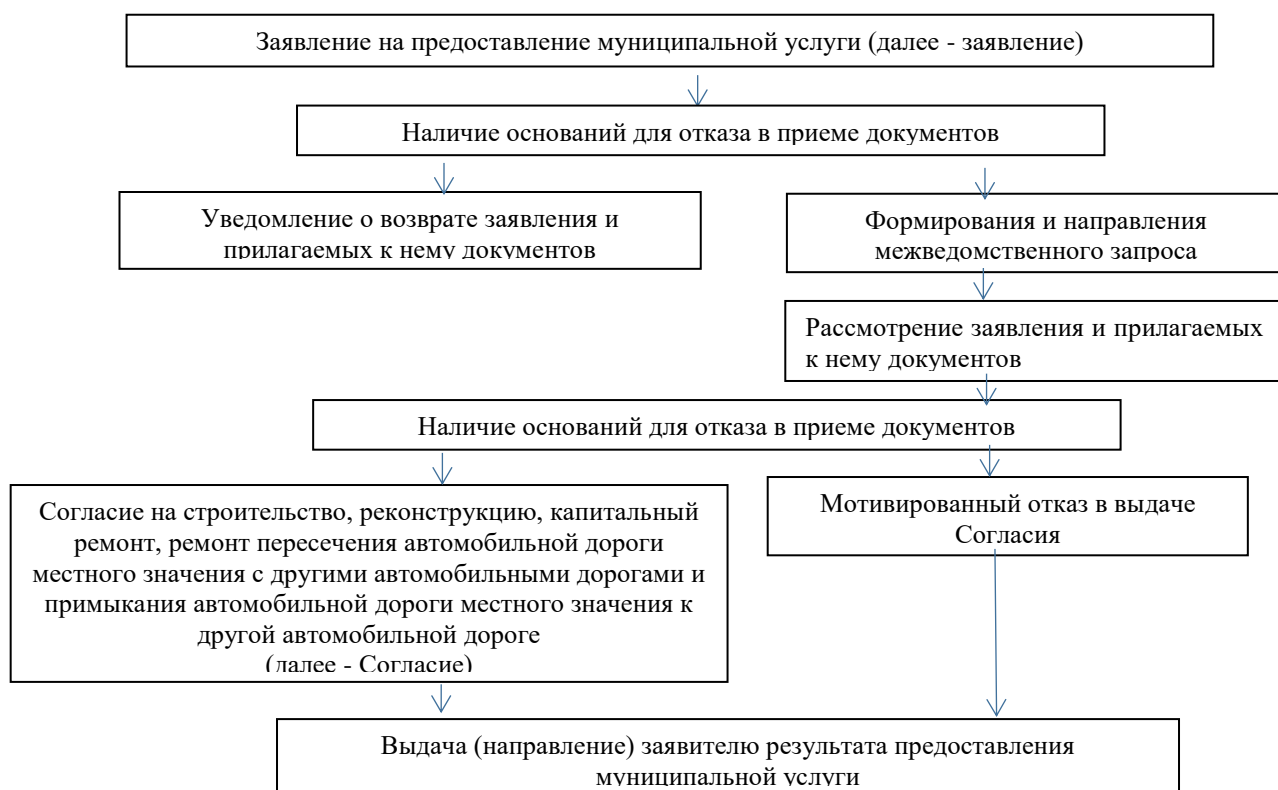 Заявление на предоставление муниципальной услуги (далее - заявление)
Наличие оснований для отказа в приеме документов
Уведомление о возврате заявления и
прилагаемых к нему документов
Формирования и направления
межведомственного запроса
Рассмотрение заявления и прилагаемых
к нему документов
Наличие оснований для отказа в приеме документов
Согласие на строительство, реконструкцию, капитальный
ремонт, ремонт пересечения автомобильной дороги
местного значения с другими автомобильными дорогами и
примыкания автомобильной дороги местного значения к
другой автомобильной дороге
(далее - Согласие)
Мотивированный отказ в выдаче
Согласия
Выдача (направление) заявителю результата предоставления
муниципальной услуги